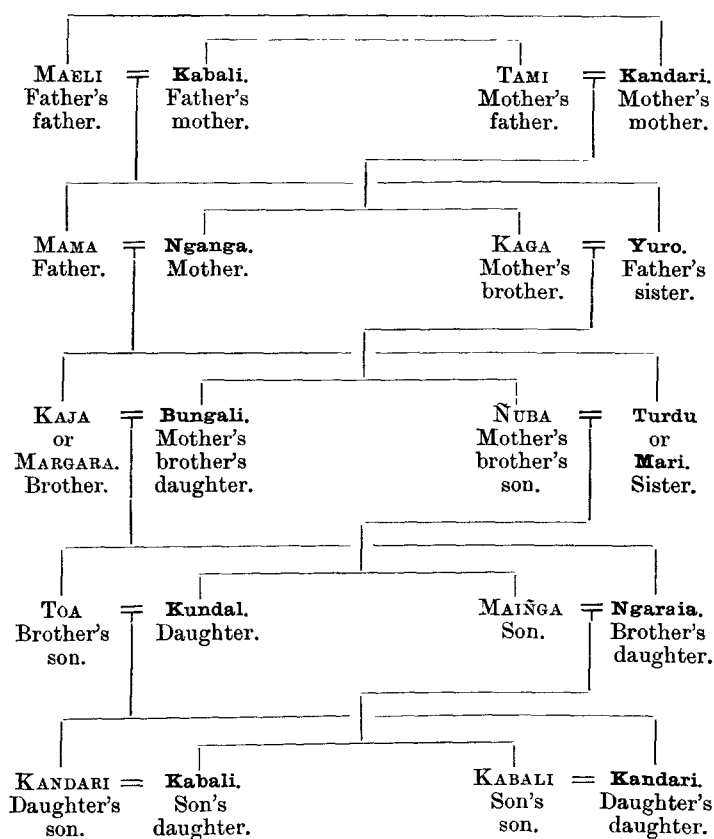 MAELI = Kabali. TAMI = Kandari.
Father's Father's Mother's Mother's
father. mother. father. mother.
MAMA = Nganga. KAGA = Yuro.
Father. Mother. Mother's Father's
brother. sister.
KAJA = Bungali. ÑUBA = Turdu
or Mother's Mother's or
MARGARA. brother's brother's Mari.
Brother. daughter. son. Sister.
TOA = Kundal. MAIÑGA = Ngaraia.
Brother's Daughter. Son. Brother's
son. daughter.
KANDARI = Kabali. KABALI = Kandari.
Daughter's Son's Son's Daughter's
son. daughter. son. daughter.